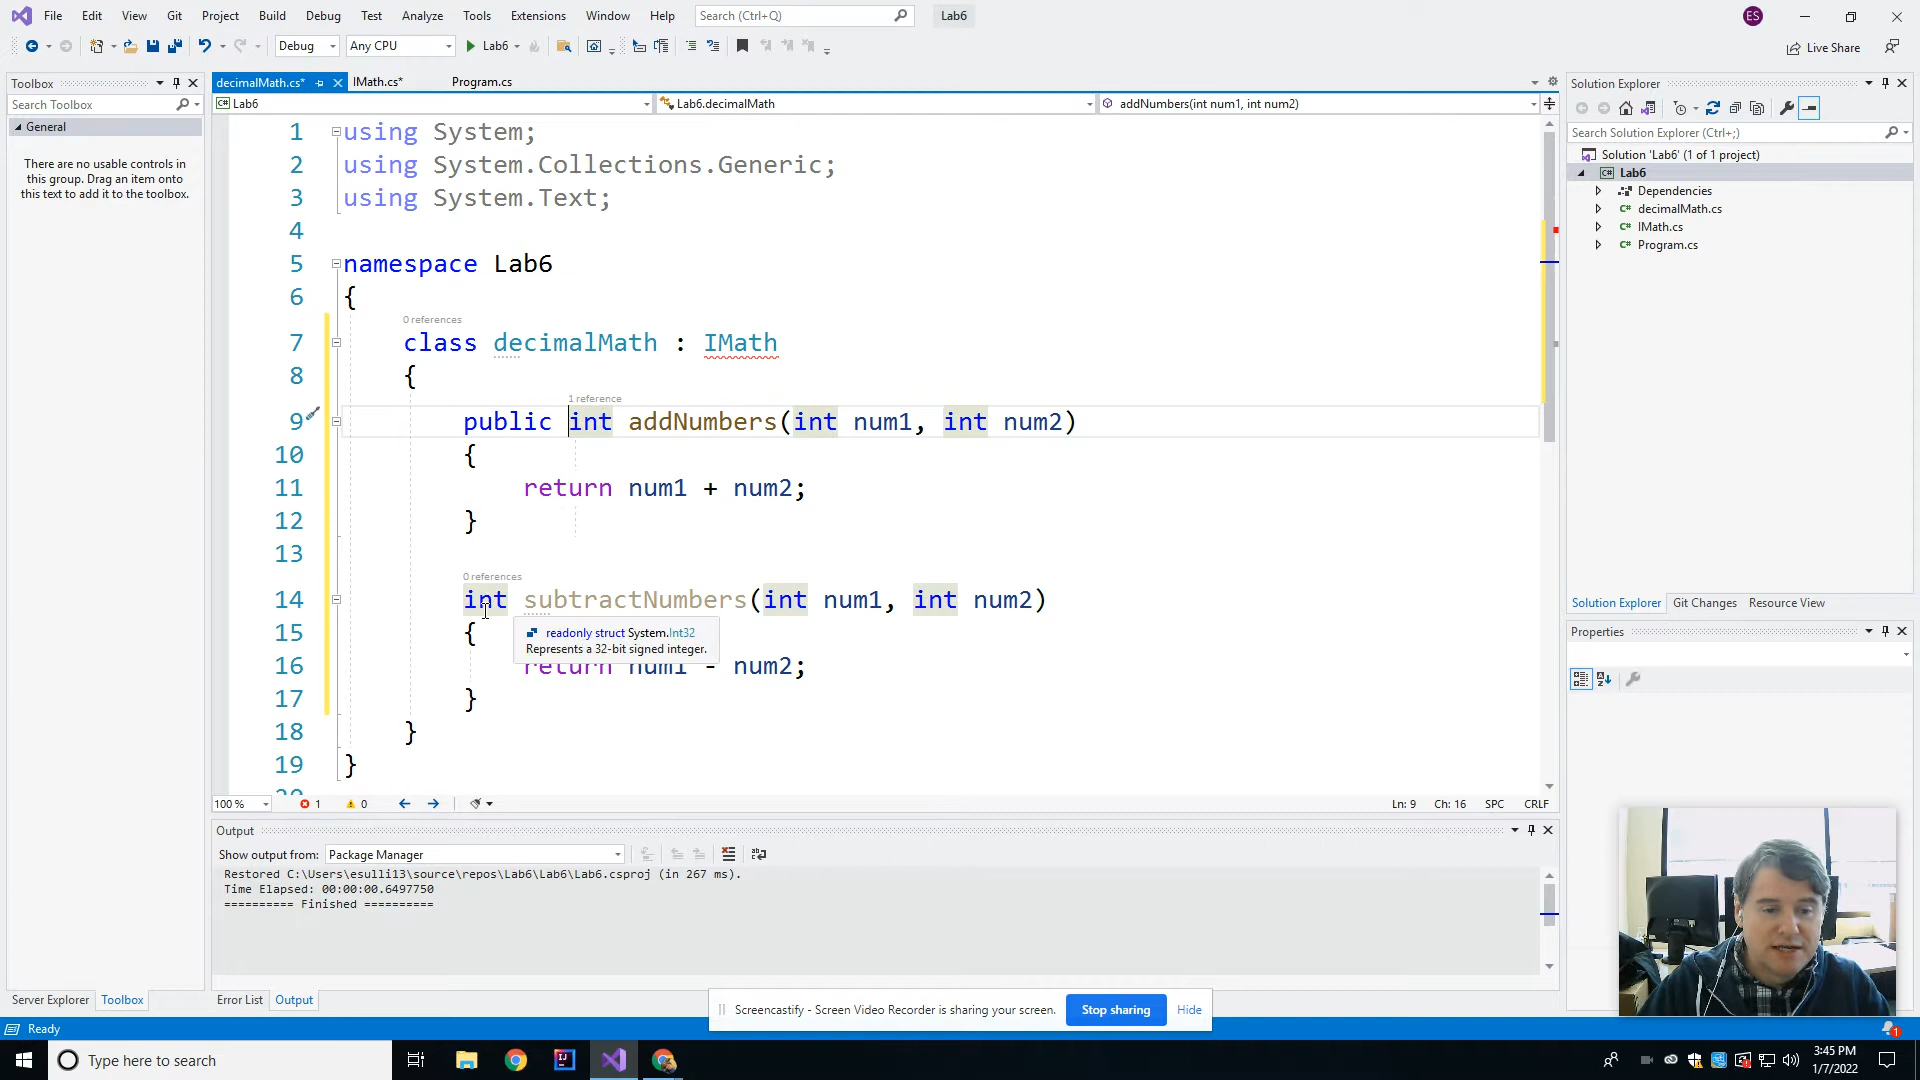 File Edit View Git Project Build Debug Test Analyze Tools Extensions Window Help Search (Ctrl+Q) Lab6 ES
Debug Any CPU Lab6 Live Share
Toolbox
Search Toolbox
General
There are no usable controls in
this group. Drag an item onto
this text to add it to the toolbox.
decimalMath.cs* IMath.cs* Program.cs
C# Lab6 Lab6.decimalMath addNumbers(int num1, int num2)
1 using System;
2 using System.Collections.Generic;
3 using System.Text;
4
5 namespace Lab6
6 {
0 references
7 class decimalMath : IMath
8 {
1 reference
9 public int addNumbers(int num1, int num2)
10 {
11 return num1 + num2;
12 }
13
0 references
14 int subtractNumbers(int num1, int num2)
15 {
readonly struct System.Int32
Represents a 32-bit signed integer.
16 return num1 - num2;
17 }
18 }
19 }
100 % 1 0 Ln: 9 Ch: 16 SPC CRLF
Output
Show output from: Package Manager
Restored C:\Users\esulli13\source\repos\Lab6\Lab6\Lab6.csproj (in 267 ms).
Time Elapsed: 00:00:00.6497750
========== Finished ==========
Server Explorer Toolbox Error List Output
Solution Explorer
Search Solution Explorer (Ctrl+;)
Solution 'Lab6' (1 of 1 project)
C# Lab6
Dependencies
C# decimalMath.cs
C# IMath.cs
C# Program.cs
Solution Explorer Git Changes Resource View
Properties
Screencastify - Screen Video Recorder is sharing your screen. Stop sharing Hide
Ready 1
Type here to search
3:45 PM
1/7/2022